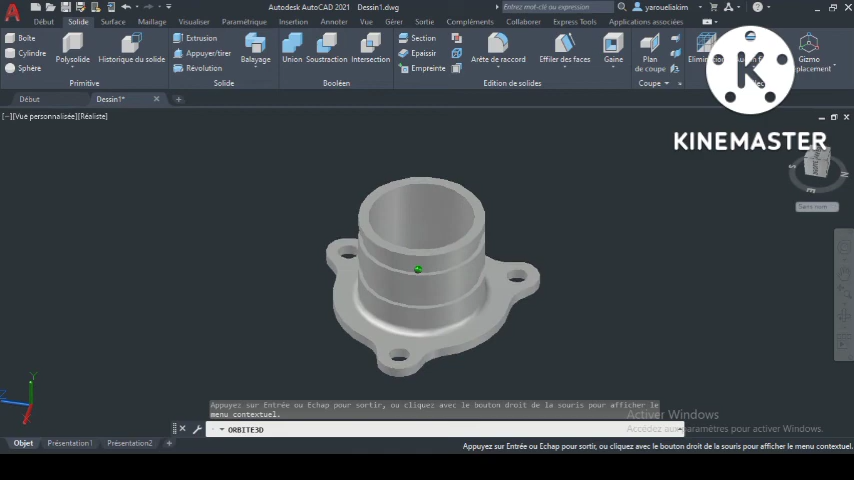 Autodesk AutoCAD 2021 Dessin1.dwg
Entrez mot-clé ou expression
yaroueliakim
Début Solide Surface Maillage Visualiser Paramétrique Insertion Annoter Vue Gérer Sortie Compléments Collaborer Express Tools Applications associées
Boîte
Cylindre
Sphère
Polysolide
Historique du solide
Extrusion
Appuyer/tirer
Révolution
Balayage
Union
Soustraction
Intersection
Section
Epaissir
Empreinte
Arête de raccord
Effiler des faces
Gaine
Plan
de coupe
Gizmo
Primitive
Solide
Booléen
Edition de solides
Coupe
Début
Dessin1*
[−][Vue personnalisée][Réaliste]
K
KINEMASTER
N
Sans nom
Y
Z
Appuyez sur Entrée ou Echap pour sortir, ou cliquez avec le bouton droit de la souris pour afficher le
menu contextuel.
ORBITE3D
Activer Windows
Accédez aux paramètres pour activer Windows.
Objet Présentation1 Présentation2
Appuyez sur Entrée ou Echap pour sortir, ou cliquez avec le bouton droit de la souris pour afficher le menu contextuel.